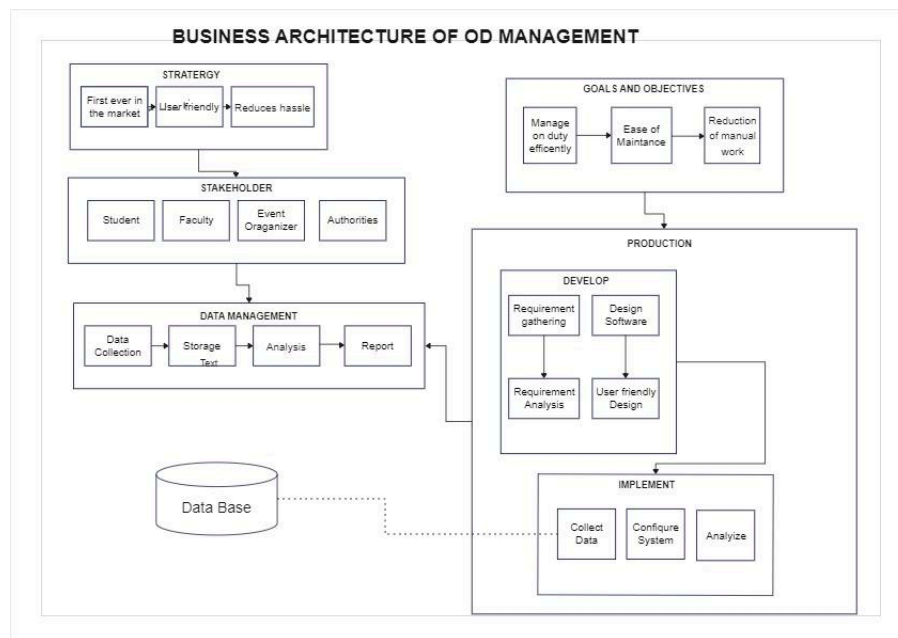 BUSINESS ARCHITECTURE OF OD MANAGEMENT
STRATERGY
First ever in
the market
User friendly
Reduces hassle
STAKEHOLDER
Student
Faculty
Event
Oraganizer
Authorities
DATA MANAGEMENT
Data
Collection
Storage
Text
Analysis
Report
Data Base
GOALS AND OBJECTIVES
Manage
on duty
efficently
Ease of
Maintance
Reduction
of manual
work
PRODUCTION
DEVELOP
Requirement
gathering
Design
Software
Requirement
Analysis
User friendly
Design
IMPLEMENT
Collect
Data
Configure
System
Analyize